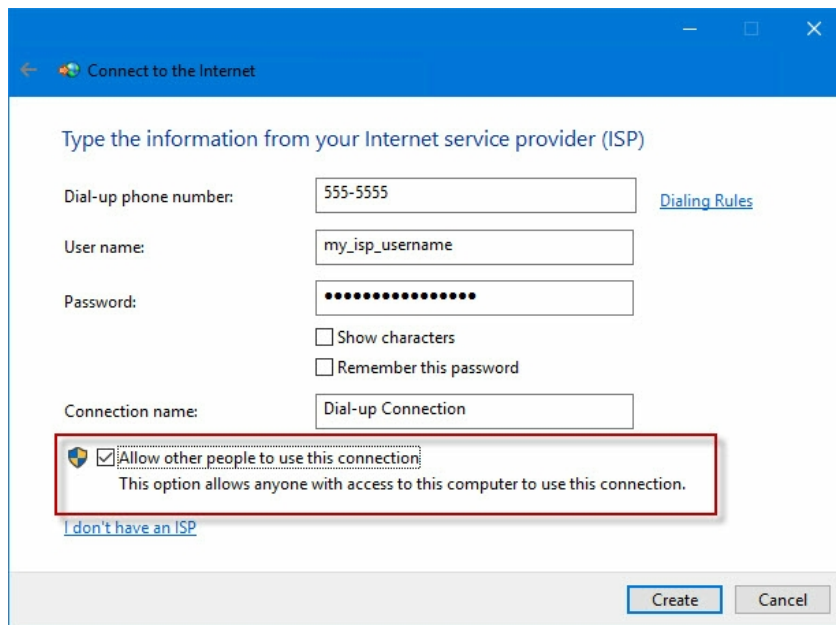 Connect to the Internet
Type the information from your Internet service provider (ISP)
Dial-up phone number: 555-5555 Dialing Rules
User name: my_isp_username
Password: ••••••••••••••••
Show characters
Remember this password
Connection name: Dial-up Connection
Allow other people to use this connection
This option allows anyone with access to this computer to use this connection.
I don't have an ISP
Create Cancel